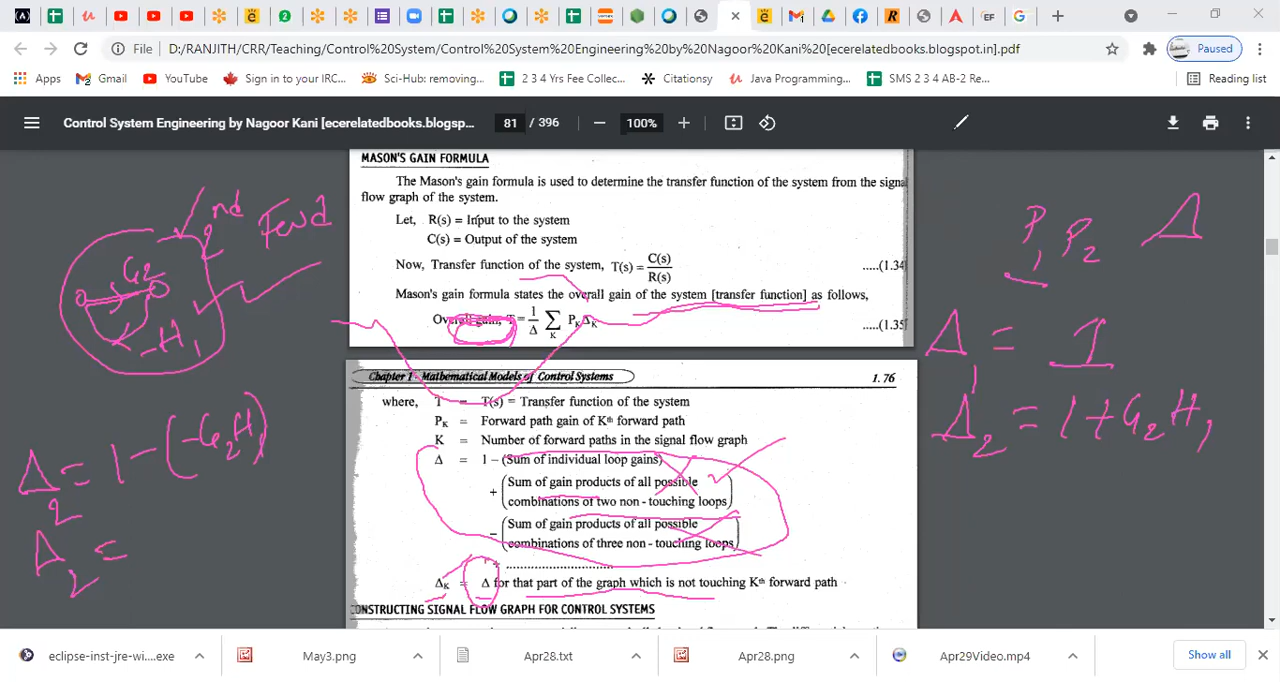 File D:/RANJITH/CRR/Teaching/Control%20System/Control%20System%20Engineering%20by%20Nagoor%20Kani%20[ecerelatedbooks.blogspot.in].pdf
Paused
Apps Gmail YouTube Sign in to your IRC... Sci-Hub: removing... 2 3 4 Yrs Fee Collec... Citationsy Java Programming... SMS 2 3 4 AB-2 Re... Reading list
Control System Engineering by Nagoor Kani [ecerelatedbooks.blogsp... 81 / 396 100%
MASON'S GAIN FORMULA
The Mason's gain formula is used to determine the transfer function of the system from the signal
flow graph of the system.
Let, R(s) = Input to the system
C(s) = Output of the system
Now, Transfer function of the system, T(s) = C(s)/R(s) .....(1.34
Mason's gain formula states the overall gain of the system [transfer function] as follows,
Overall gain, T = 1/Δ Σ_K P_KΔ_K .....(1.35
Chapter 1 - Mathematical Models of Control Systems 1.76
where, T = T(s) = Transfer function of the system
P_K = Forward path gain of Kth forward path
K = Number of forward paths in the signal flow graph
Δ = 1 – (Sum of individual loop gains)
+ (Sum of gain products of all possible
combinations of two non - touching loops)
– (Sum of gain products of all possible
combinations of three non - touching loops)
+ ....................................
Δ_K = Δ for that part of the graph which is not touching Kth forward path
ONSTRUCTING SIGNAL FLOW GRAPH FOR CONTROL SYSTEMS
2nd Fewd
G2
-H1
Δ2 = 1-(-G2H1)
Δ2 =
P1 P2 Δ
Δ1 = 1
Δ2 = 1+G2H1
eclipse-inst-jre-wi....exe May3.png Apr28.txt Apr28.png Apr29Video.mp4 Show all